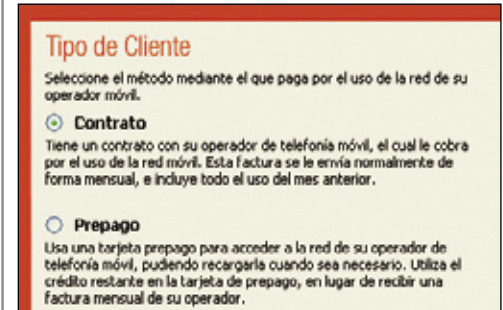 Tipo de Cliente
Seleccione el método mediante el que paga por el uso de la red de su
operador móvil.
Contrato
Tiene un contrato con su operador de telefonía móvil, el cual le cobra
por el uso de la red móvil. Esta factura se le envía normalmente de
forma mensual, e incluye todo el uso del mes anterior.
Prepago
Usa una tarjeta prepago para acceder a la red de su operador de
telefonía móvil, pudiendo recargarla cuando sea necesario. Utiliza el
crédito restante en la tarjeta de prepago, en lugar de recibir una
factura mensual de su operador.